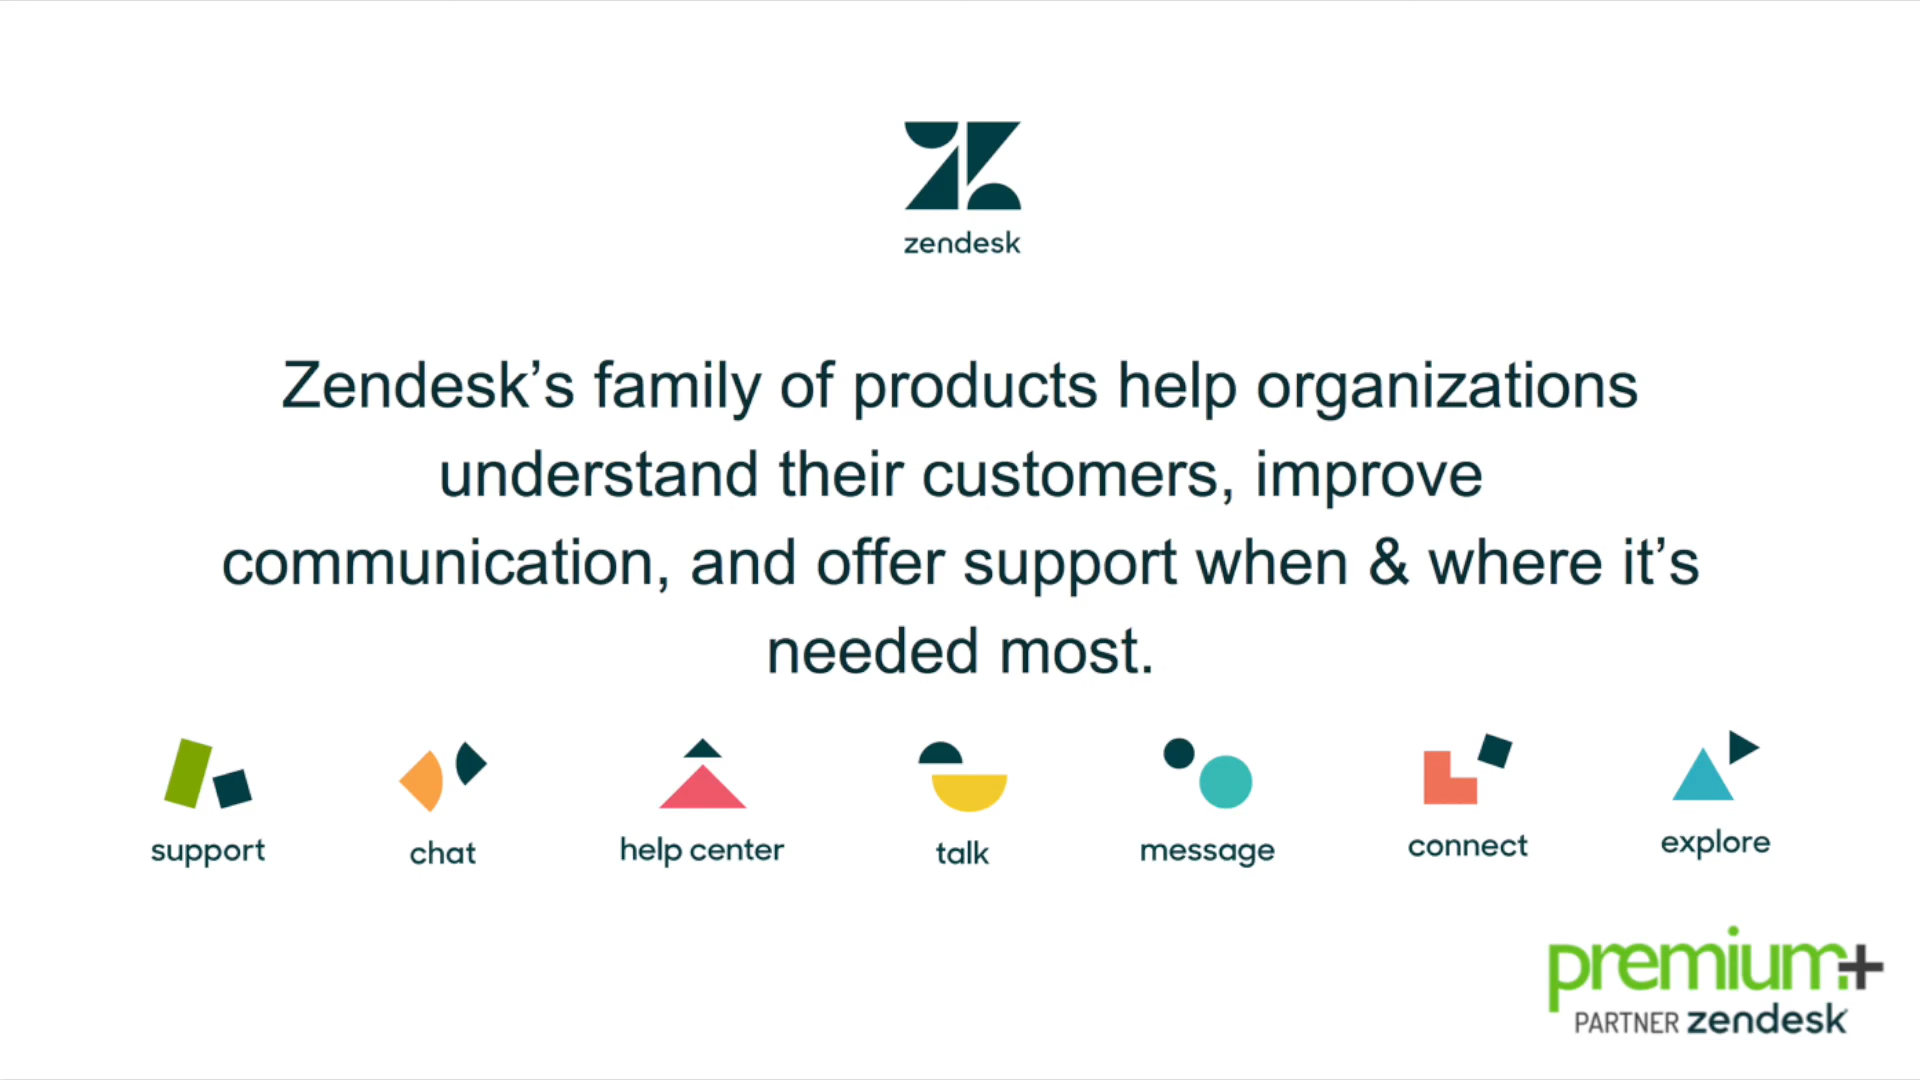 zendesk
Zendesk’s family of products help organizations
understand their customers, improve
communication, and offer support when & where it’s
needed most.
support
chat
help center
talk
message
connect
explore
premium+
PARTNER zendesk